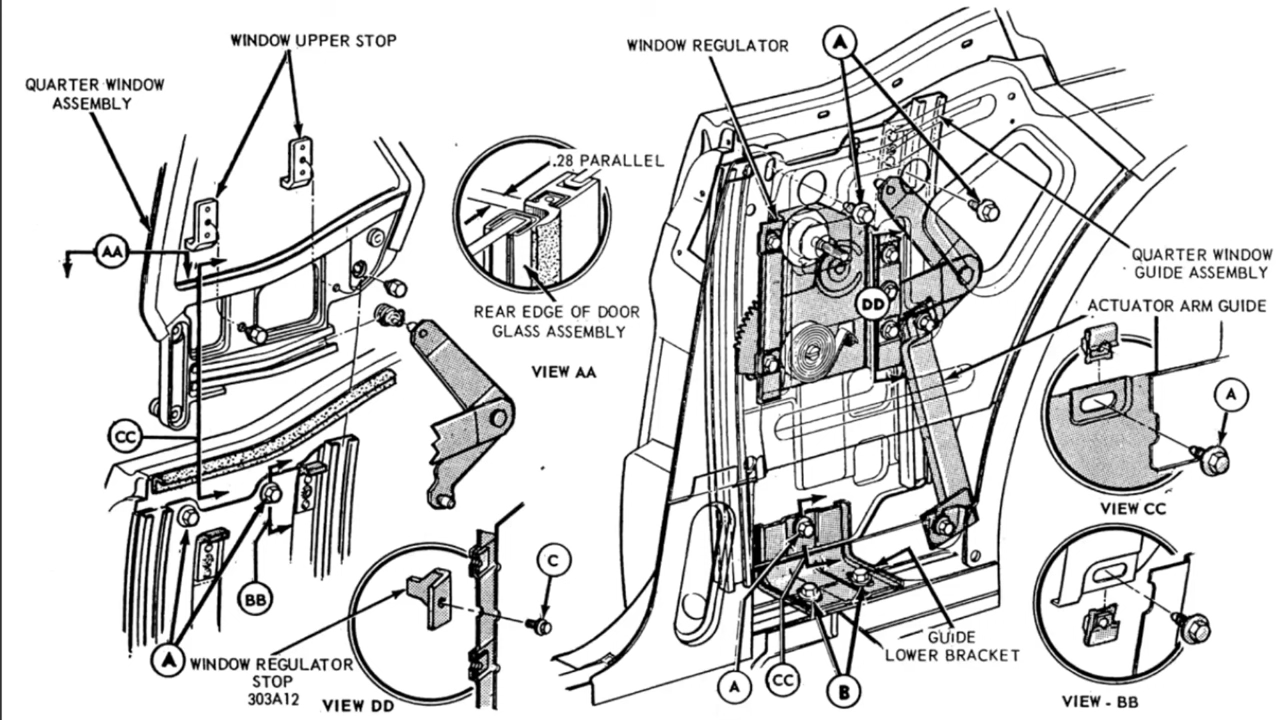 WINDOW UPPER STOP
QUARTER WINDOW
ASSEMBLY
AA
CC
A
BB
WINDOW REGULATOR
STOP
303A12
VIEW DD
C
.28 PARALLEL
REAR EDGE OF DOOR
GLASS ASSEMBLY
VIEW AA
WINDOW REGULATOR
A
DD
QUARTER WINDOW
GUIDE ASSEMBLY
ACTUATOR ARM GUIDE
A
VIEW CC
GUIDE
LOWER BRACKET
A
CC
B
VIEW - BB